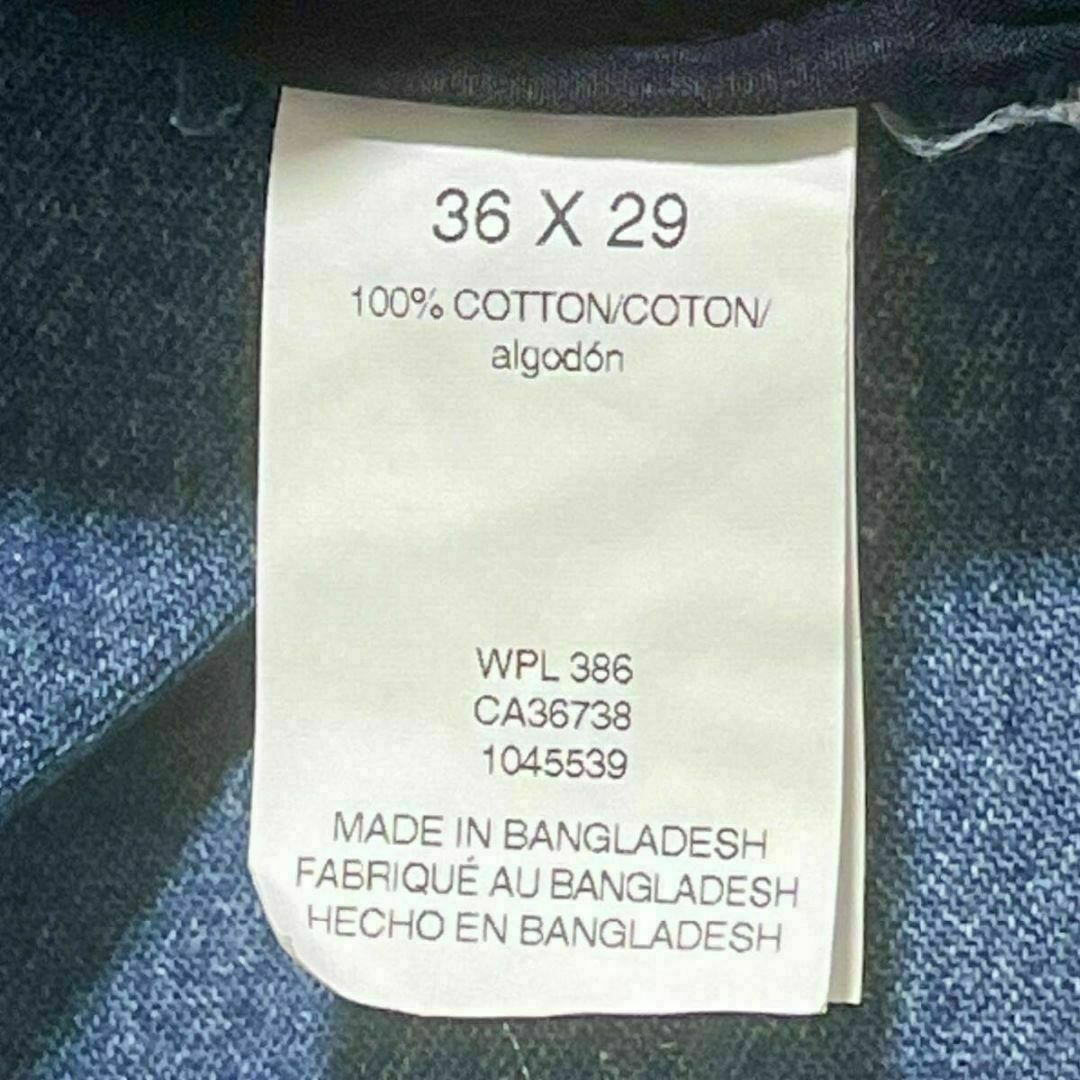 36 X 29
100% COTTON/COTON/
algodón
WPL 386
CA36738
1045539
MADE IN BANGLADESH
FABRIQUÉ AU BANGLADESH
HECHO EN BANGLADESH